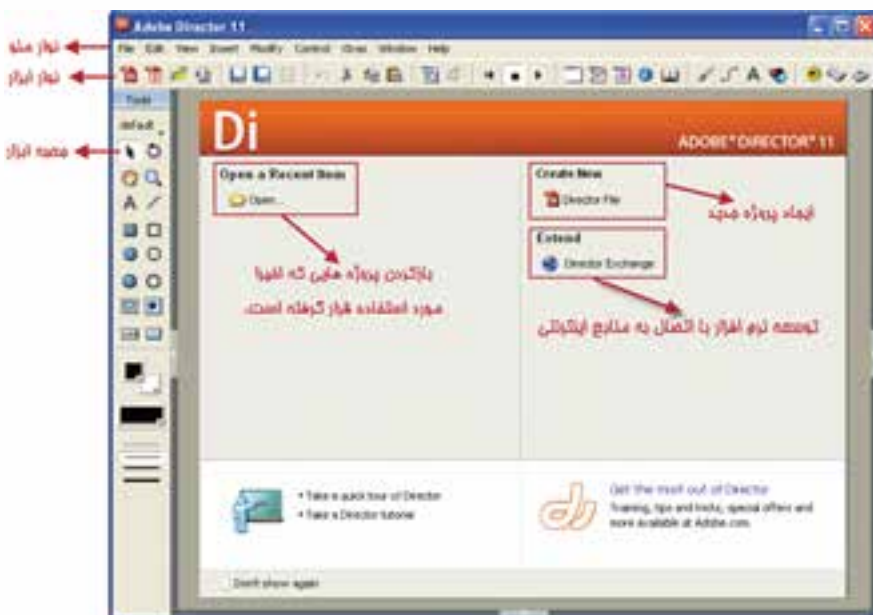 Adobe Director 11
نوار منو
File Edit View Insert Modify Control Xtras Window Help
نوار ابزار
Tools
default
جعبه ابزار
Di
ADOBE® DIRECTOR® 11
Open a Recent Item
Open...
Create New
Director File
ایجاد پروژه جدید
Extend
Director Exchange
بازکردن پروژه هایی که اخیرا
مورد استفاده قرار گرفته است.
توسعه نرم افزار با اتصال به منابع اینترنتی
• Take a quick tour of Director
• Take a Director tutorial
Get the most out of Director
Training, tips and tricks, special offers and
more available at Adobe.com.
Don't show again